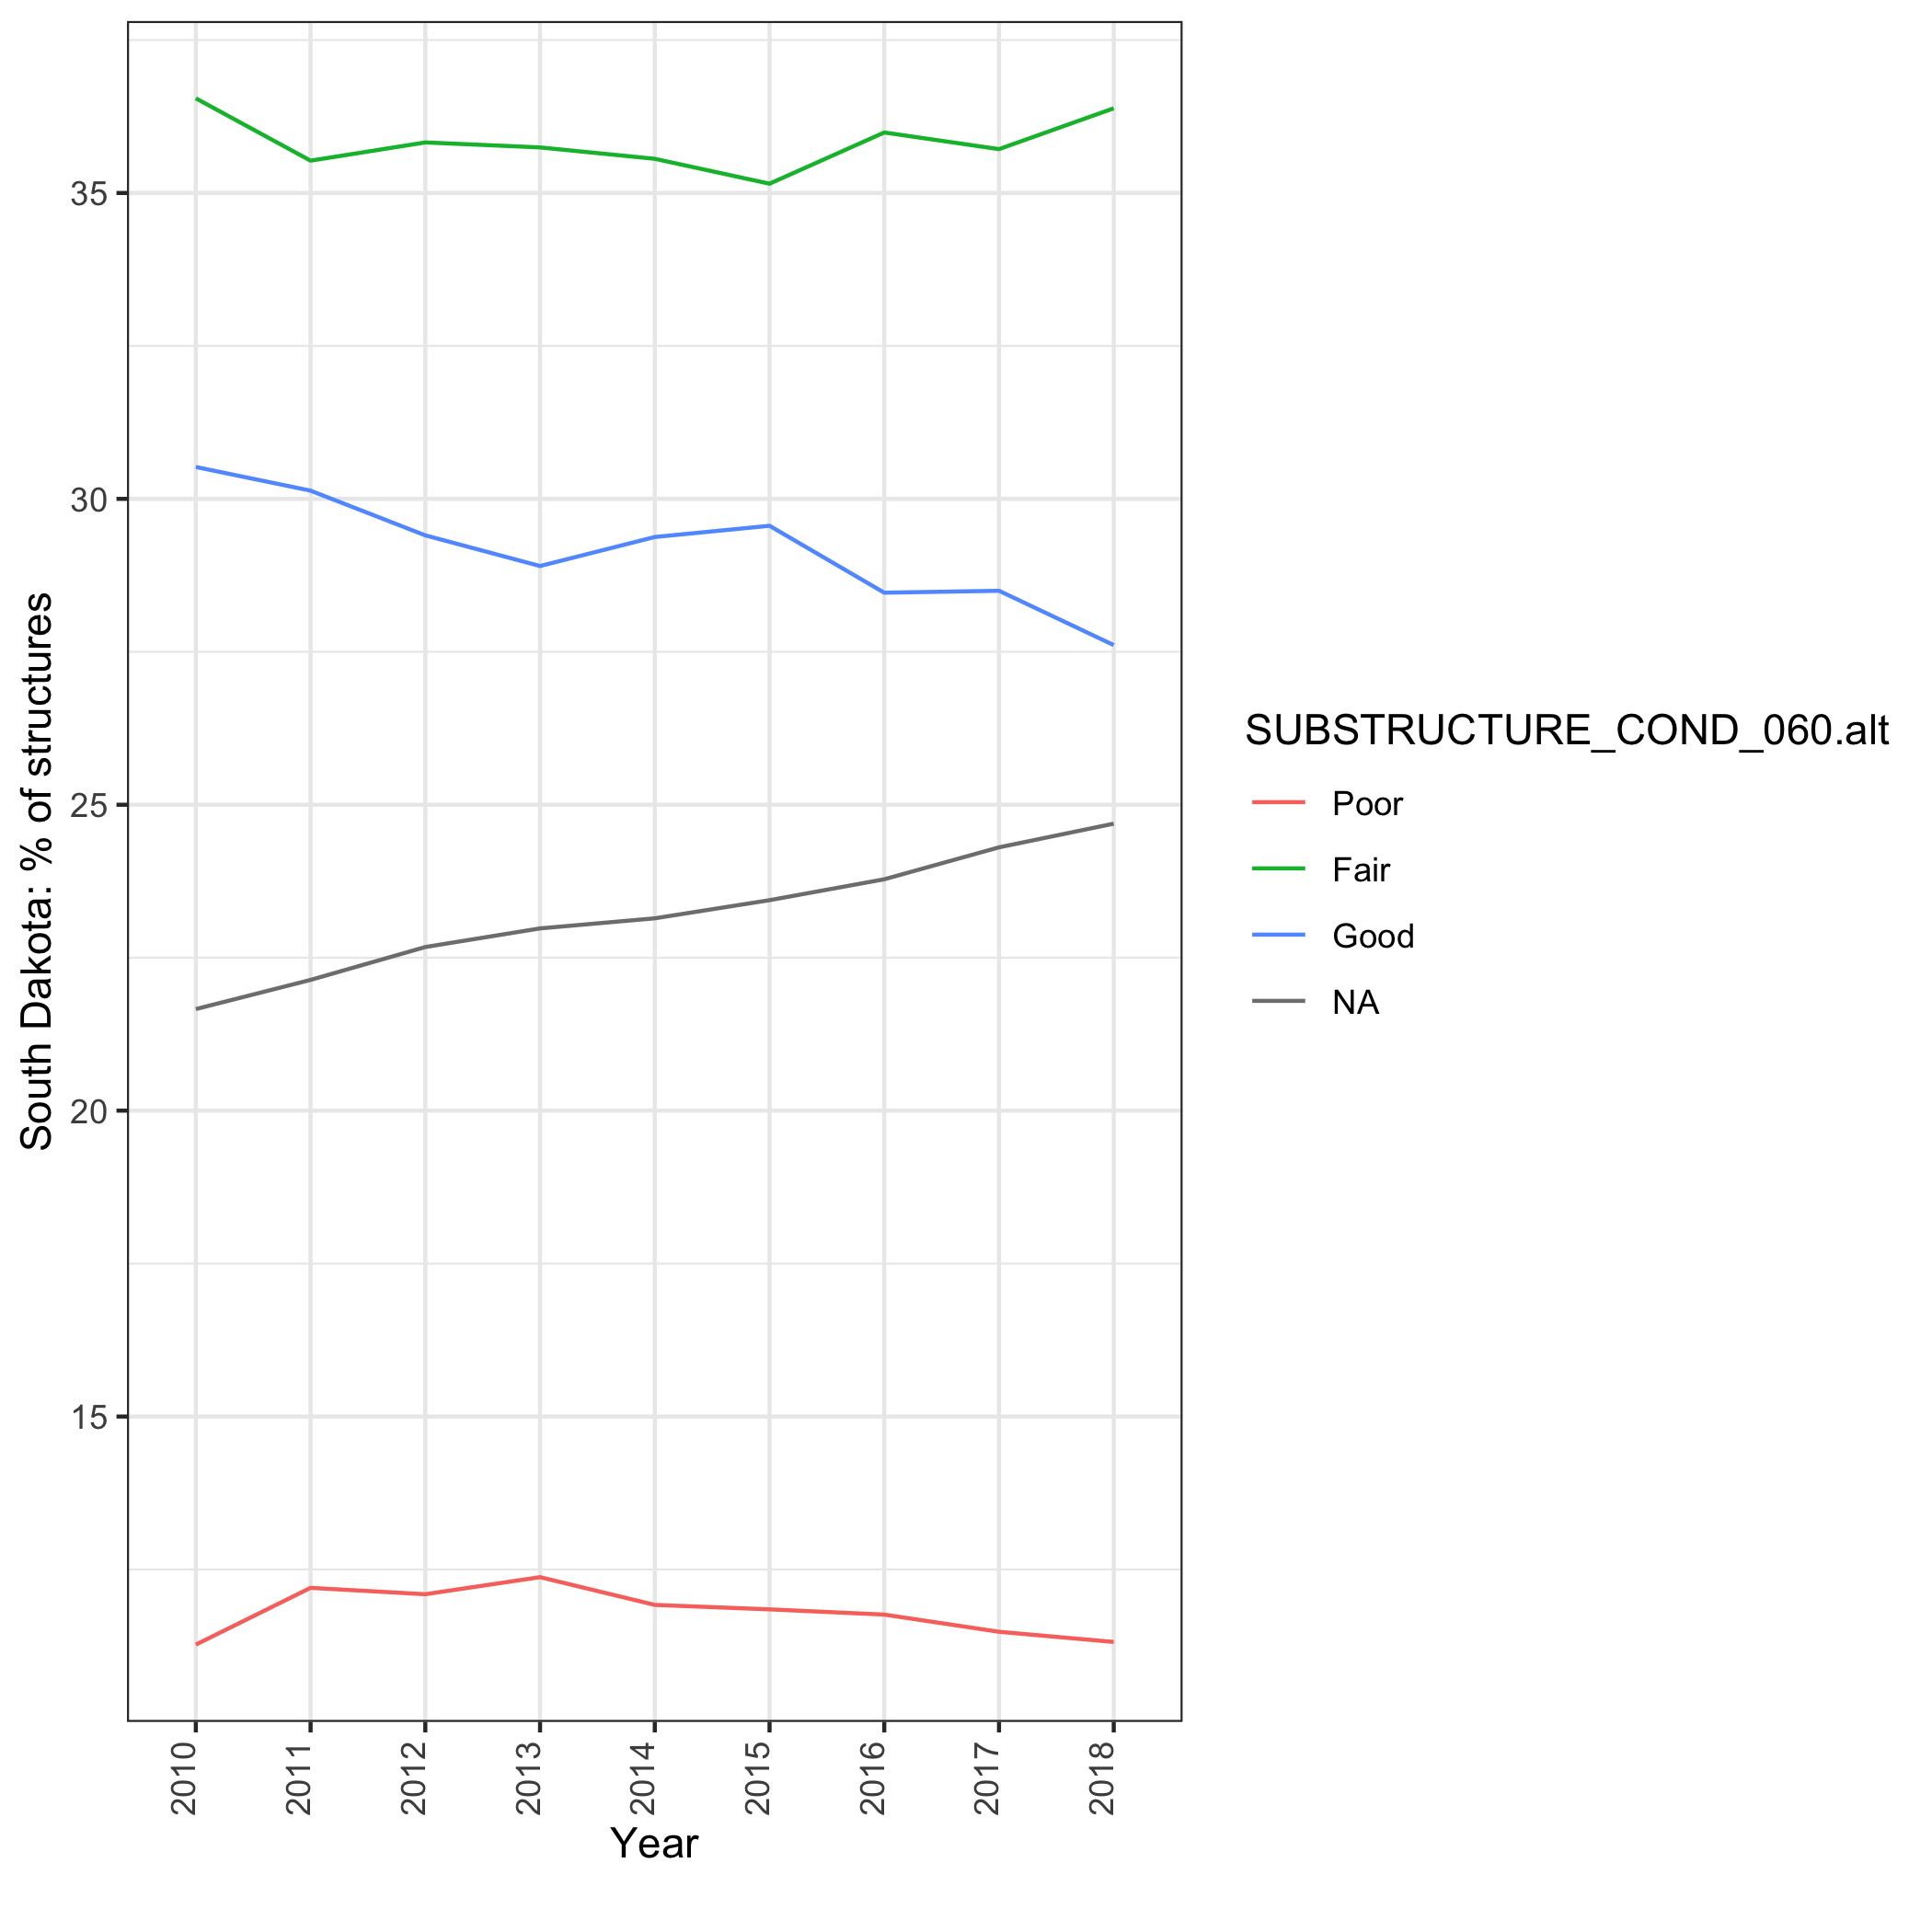 South Dakota: % of structures
35
30
25
20
15
2010
2011
2012
2013
2014
2015
2016
2017
2018
Year
SUBSTRUCTURE_COND_060.alt
Poor
Fair
Good
NA